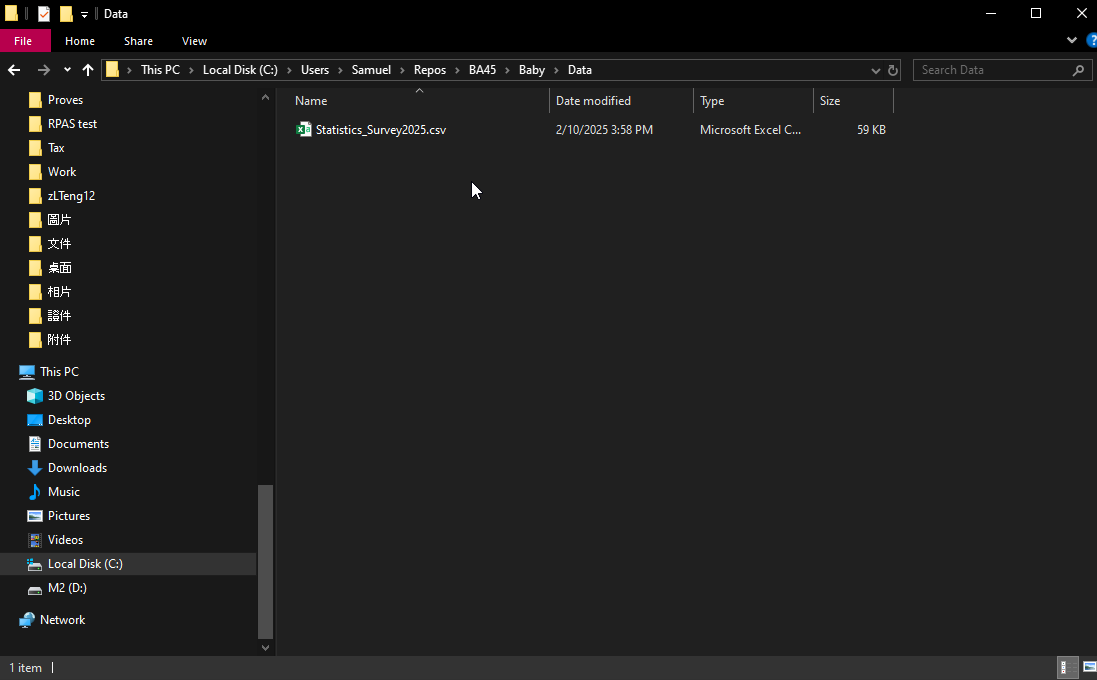 Data
File Home Share View
This PC Local Disk (C:) Users Samuel Repos BA45 Baby Data
Search Data
Proves
RPAS test
Tax
Work
zLTeng12
圖片
文件
桌面
相片
證件
附件
This PC
3D Objects
Desktop
Documents
Downloads
Music
Pictures
Videos
Local Disk (C:)
M2 (D:)
Network
Name Date modified Type Size
Statistics_Survey2025.csv 2/10/2025 3:58 PM Microsoft Excel C... 59 KB
1 item